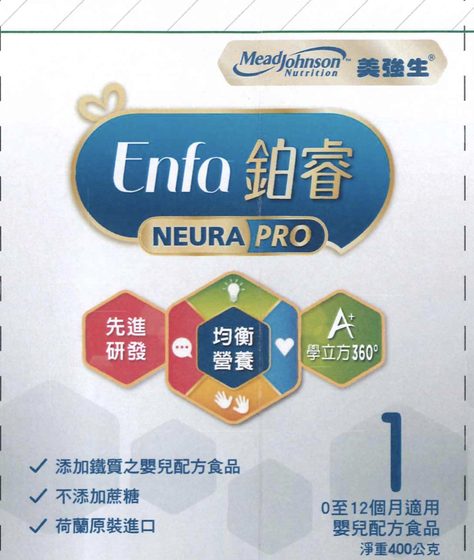 MeadJohnson™
Nutrition
美強生®
Enfa 鉑睿
NEURA PRO
先進
研發
均衡
營養
A+
學立方360°
1
✓ 添加鐵質之嬰兒配方食品
✓ 不添加蔗糖
✓ 荷蘭原裝進口
0至12個月適用
嬰兒配方食品
淨重400公克